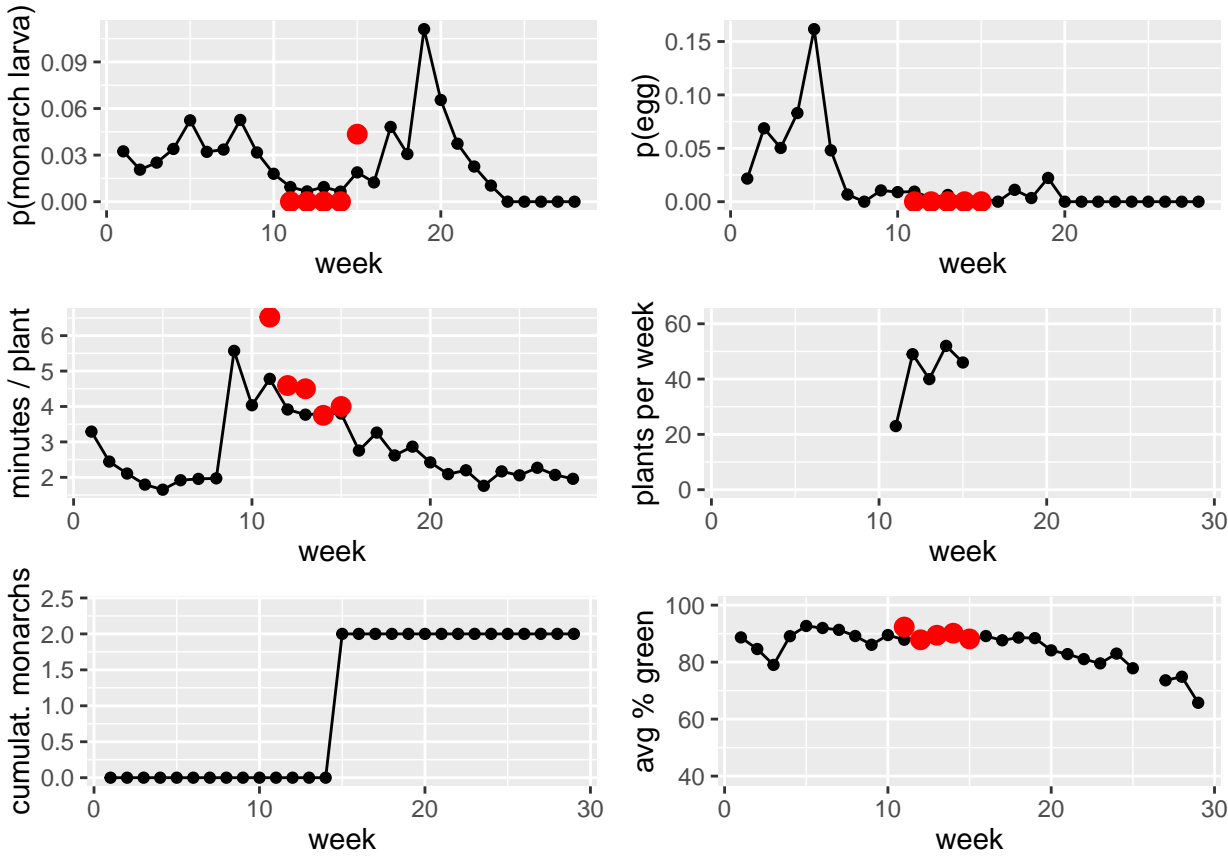 p(monarch larva)
0.09
0.06
0.03
0.00
0 10 20
week
p(egg)
0.15
0.10
0.05
0.00
0 10 20
week
minutes / plant
6
5
4
3
2
0 10 20
week
plants per week
60
40
20
0
0 10 20 30
week
cumulat. monarchs
2.5
2.0
1.5
1.0
0.5
0.0
0 10 20 30
week
avg % green
100
80
60
40
0 10 20 30
week